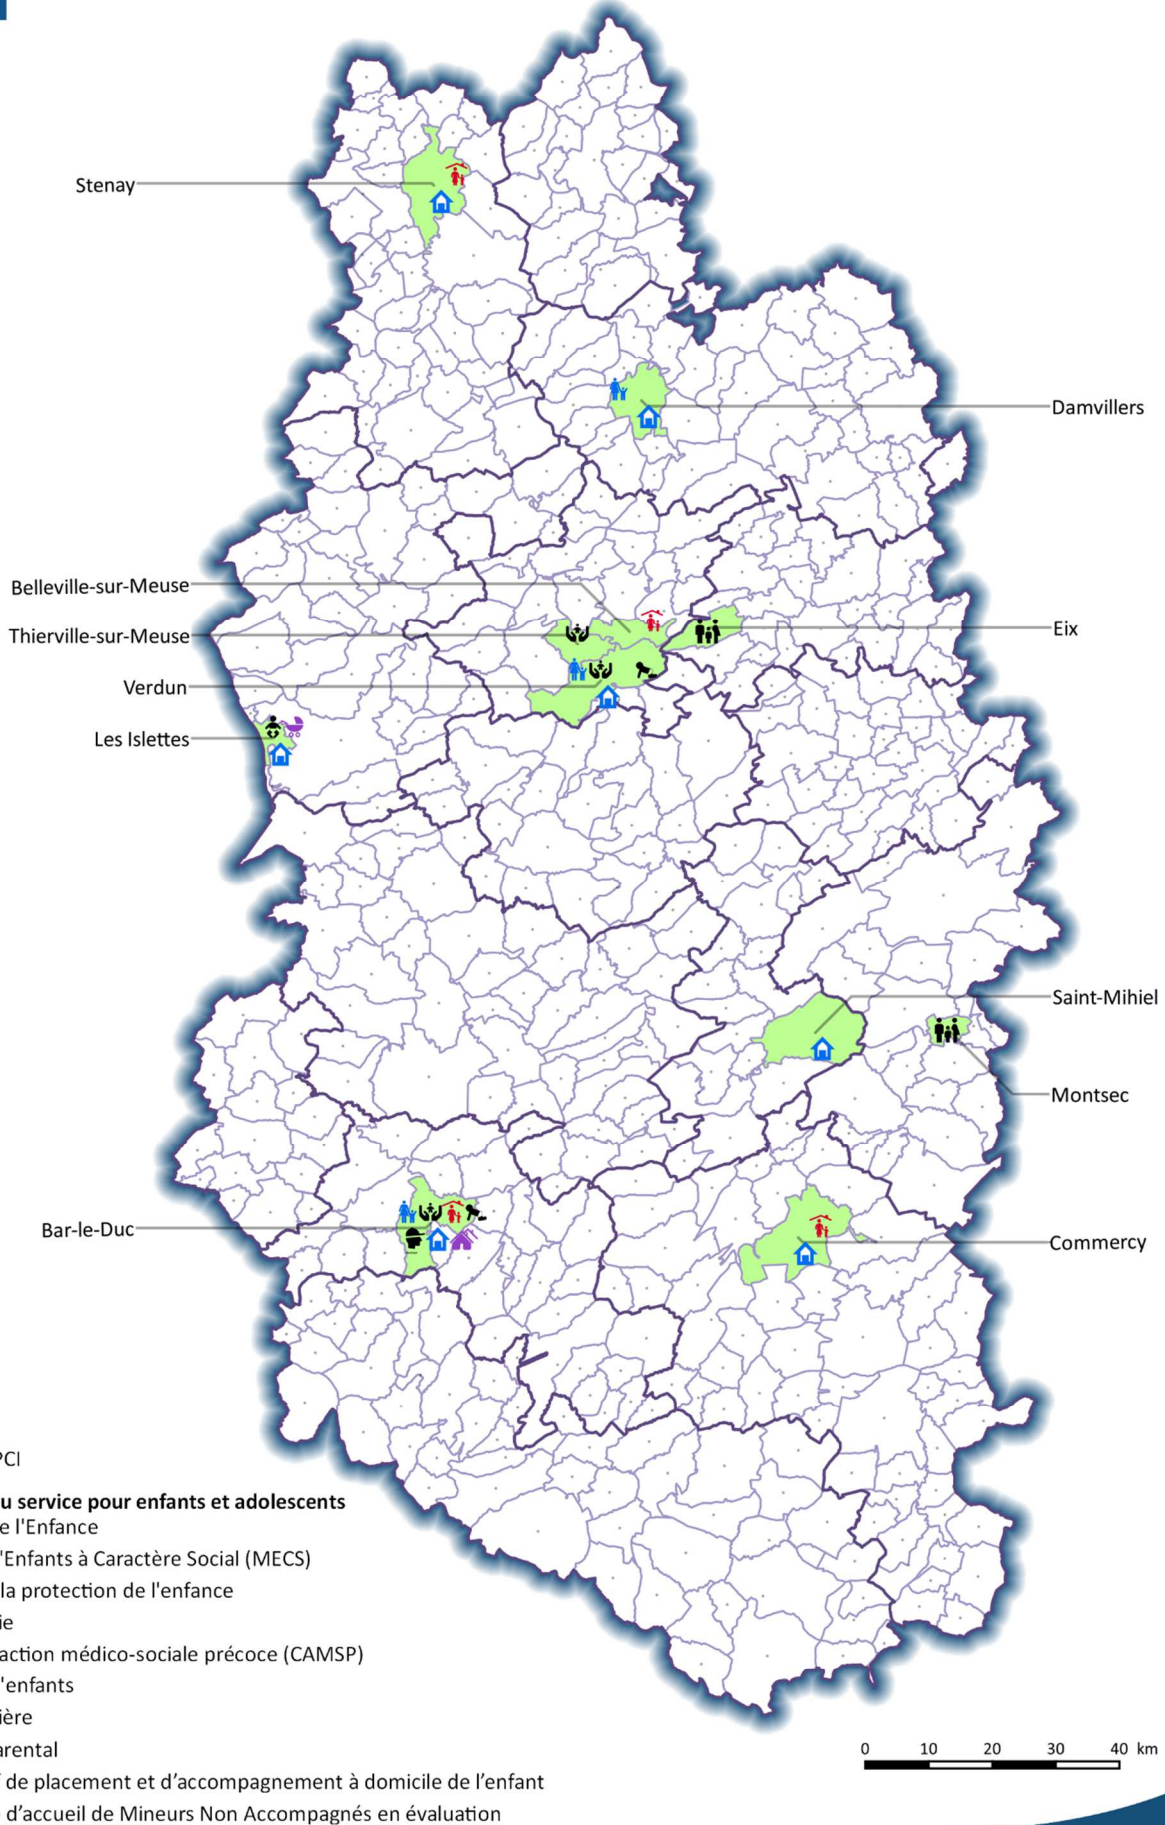 Stenay
Damvillers
Belleville-sur-Meuse
Thierville-sur-Meuse
Eix
Verdun
Les Islettes
Saint-Mihiel
Montsec
Bar-le-Duc
Commercy
PCI
u service pour enfants et adolescents
e l'Enfance
'Enfants à Caractère Social (MECS)
la protection de l'enfance
ie
action médico-sociale précoce (CAMSP)
'enfants
ière
arental
de placement et d’accompagnement à domicile de l’enfant
d’accueil de Mineurs Non Accompagnés en évaluation
0 10 20 30 40 km